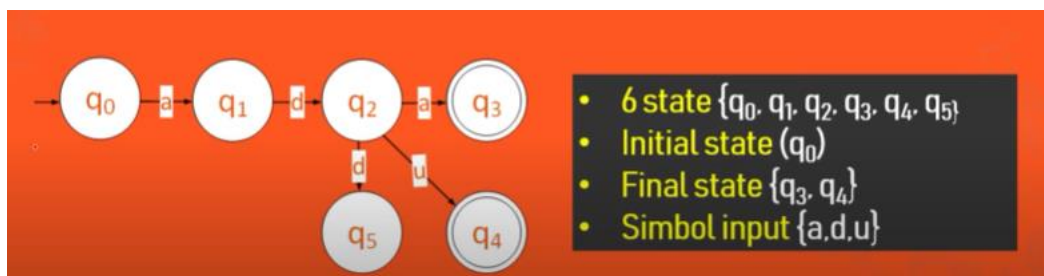 q0 a q1 d q2 a q3
d u
q5 q4
• 6 state {q0, q1, q2, q3, q4, q5}
• Initial state (q0)
• Final state {q3, q4}
• Simbol input {a,d,u}